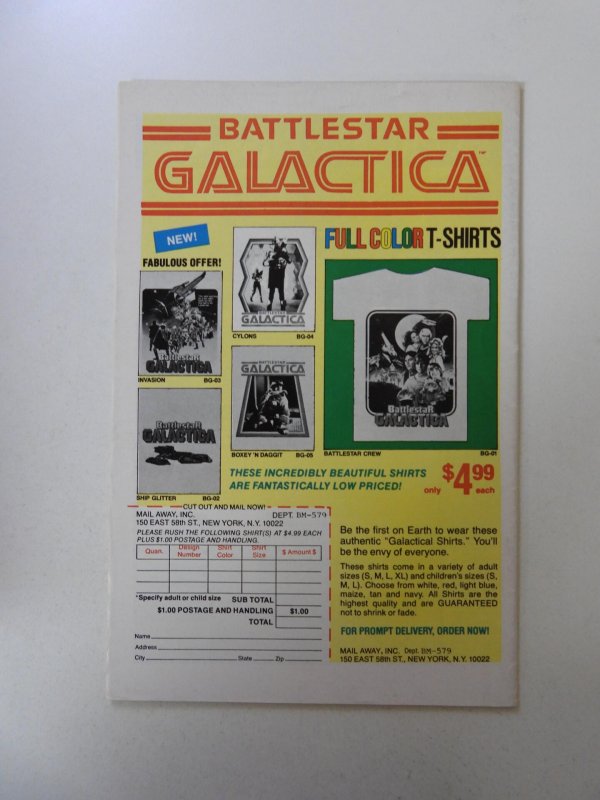 BATTLESTAR
GALACTICA™
NEW!
FABULOUS OFFER!
FULL COLOR T-SHIRTS
GALACTICA
CYLONS BG-04
Battlestar
GALACTICA
INVASION BG-03
BATTLESTAR
GALACTICA
BOXEY 'N DAGGIT BG-05
Battlestar
GALACTICA
BATTLESTAR CREW BG-01
Battlestar
GALACTICA
SHIP GLITTER BG-02
THESE INCREDIBLY BEAUTIFUL SHIRTS
ARE FANTASTICALLY LOW PRICED!
only $4.99 each
CUT OUT AND MAIL NOW!
MAIL AWAY, INC. DEPT. BM-579
150 EAST 58th ST., NEW YORK, N.Y. 10022
PLEASE RUSH THE FOLLOWING SHIRT(S) AT $4.99 EACH
PLUS $1.00 POSTAGE AND HANDLING.
Quan. Design Number Shirt Color Shirt Size $ Amount $
*Specify adult or child size SUB TOTAL
$1.00 POSTAGE AND HANDLING $1.00
TOTAL
Name
Address
City State Zip
Be the first on Earth to wear these
authentic "Galactical Shirts." You'll
be the envy of everyone.
These shirts come in a variety of adult
sizes (S, M, L, XL) and children's sizes (S,
M, L). Choose from white, red, light blue,
maize, tan and navy. All Shirts are the
highest quality and are GUARANTEED
not to shrink or fade.
FOR PROMPT DELIVERY, ORDER NOW!
MAIL AWAY, INC. Dept. BM-579
150 EAST 58th ST., NEW YORK, N.Y. 10022